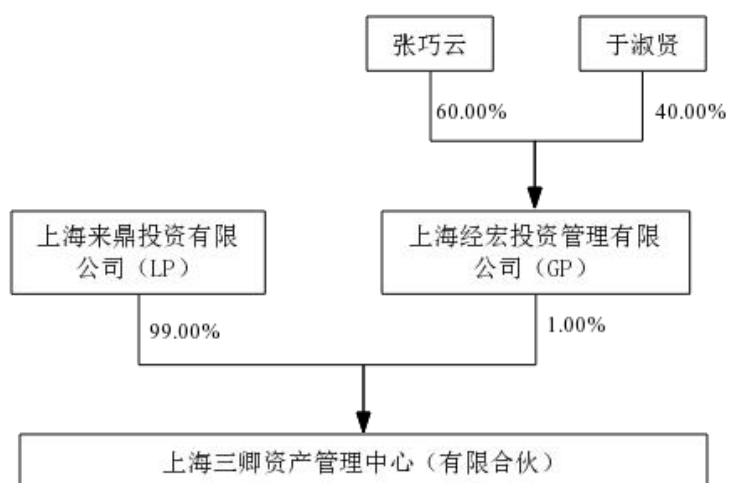 张巧云
于淑贤
60.00%
40.00%
上海来鼎投资有限
公司（LP）
上海经宏投资管理有限
公司（GP）
99.00%
1.00%
上海三卿资产管理中心（有限合伙）